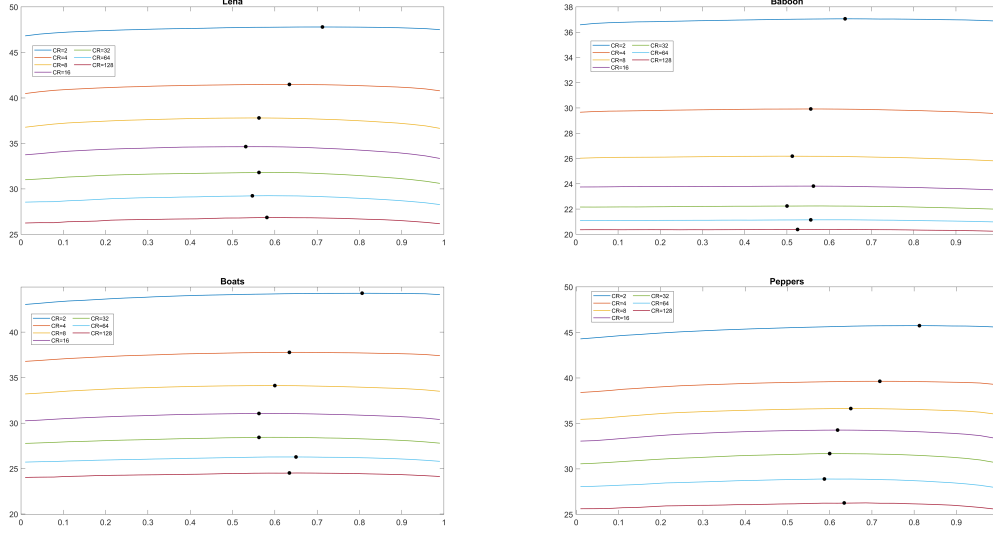 Lena
50
45
40
35
30
25
0 0.1 0.2 0.3 0.4 0.5 0.6 0.7 0.8 0.9 1
CR=2 CR=32
CR=4 CR=64
CR=8 CR=128
CR=16
Baboon
38
36
34
32
30
28
26
24
22
20
0 0.1 0.2 0.3 0.4 0.5 0.6 0.7 0.8 0.9
CR=2 CR=32
CR=4 CR=64
CR=8 CR=128
CR=16
Boats
40
35
30
25
20
0 0.1 0.2 0.3 0.4 0.5 0.6 0.7 0.8 0.9 1
CR=2 CR=32
CR=4 CR=64
CR=8 CR=128
CR=16
Peppers
50
45
40
35
30
25
0 0.1 0.2 0.3 0.4 0.5 0.6 0.7 0.8 0.9
CR=2 CR=32
CR=4 CR=64
CR=8 CR=128
CR=16